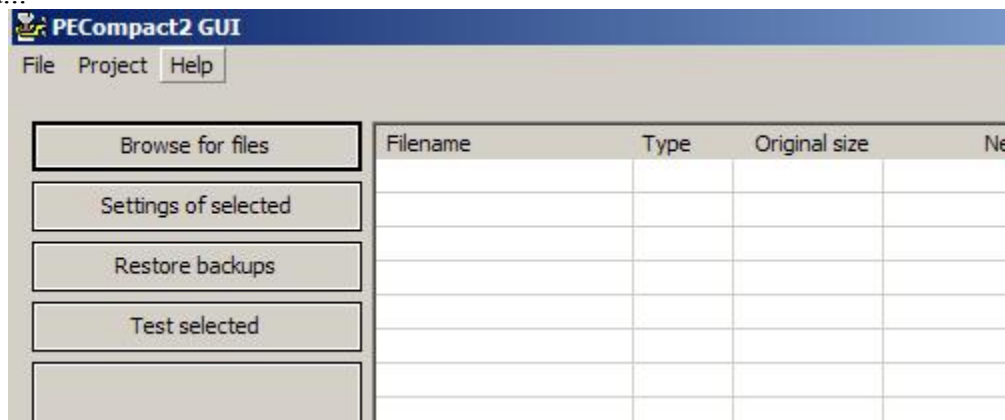 PECompact2 GUI
File Project Help
Browse for files
Filename Type Original size Ne
Settings of selected
Restore backups
Test selected